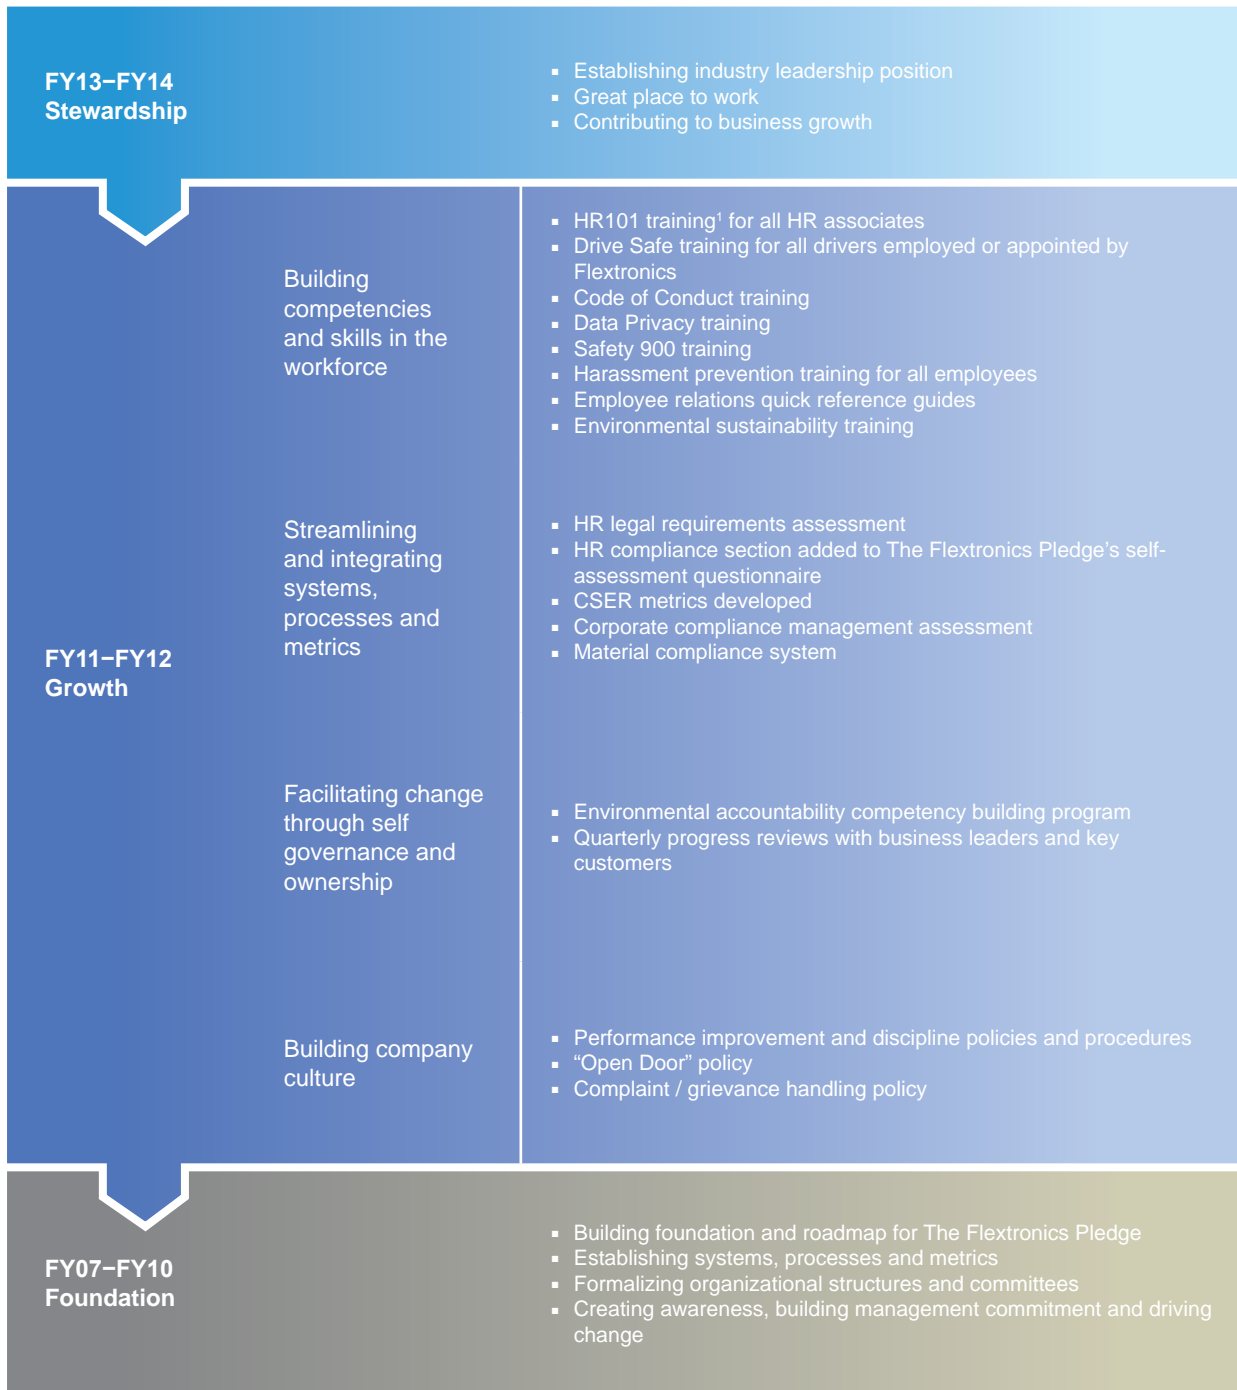 FY13–FY14
Stewardship
▪ Establishing industry leadership position
▪ Great place to work
▪ Contributing to business growth
FY11–FY12
Growth
Building
competencies
and skills in the
workforce
▪ HR101 training¹ for all HR associates
▪ Drive Safe training for all drivers employed or appointed by
Flextronics
▪ Code of Conduct training
▪ Data Privacy training
▪ Safety 900 training
▪ Harassment prevention training for all employees
▪ Employee relations quick reference guides
▪ Environmental sustainability training
Streamlining
and integrating
systems,
processes and
metrics
▪ HR legal requirements assessment
▪ HR compliance section added to The Flextronics Pledge’s self-
assessment questionnaire
▪ CSER metrics developed
▪ Corporate compliance management assessment
▪ Material compliance system
Facilitating change
through self
governance and
ownership
▪ Environmental accountability competency building program
▪ Quarterly progress reviews with business leaders and key
customers
Building company
culture
▪ Performance improvement and discipline policies and procedures
▪ “Open Door” policy
▪ Complaint / grievance handling policy
FY07–FY10
Foundation
▪ Building foundation and roadmap for The Flextronics Pledge
▪ Establishing systems, processes and metrics
▪ Formalizing organizational structures and committees
▪ Creating awareness, building management commitment and driving
change